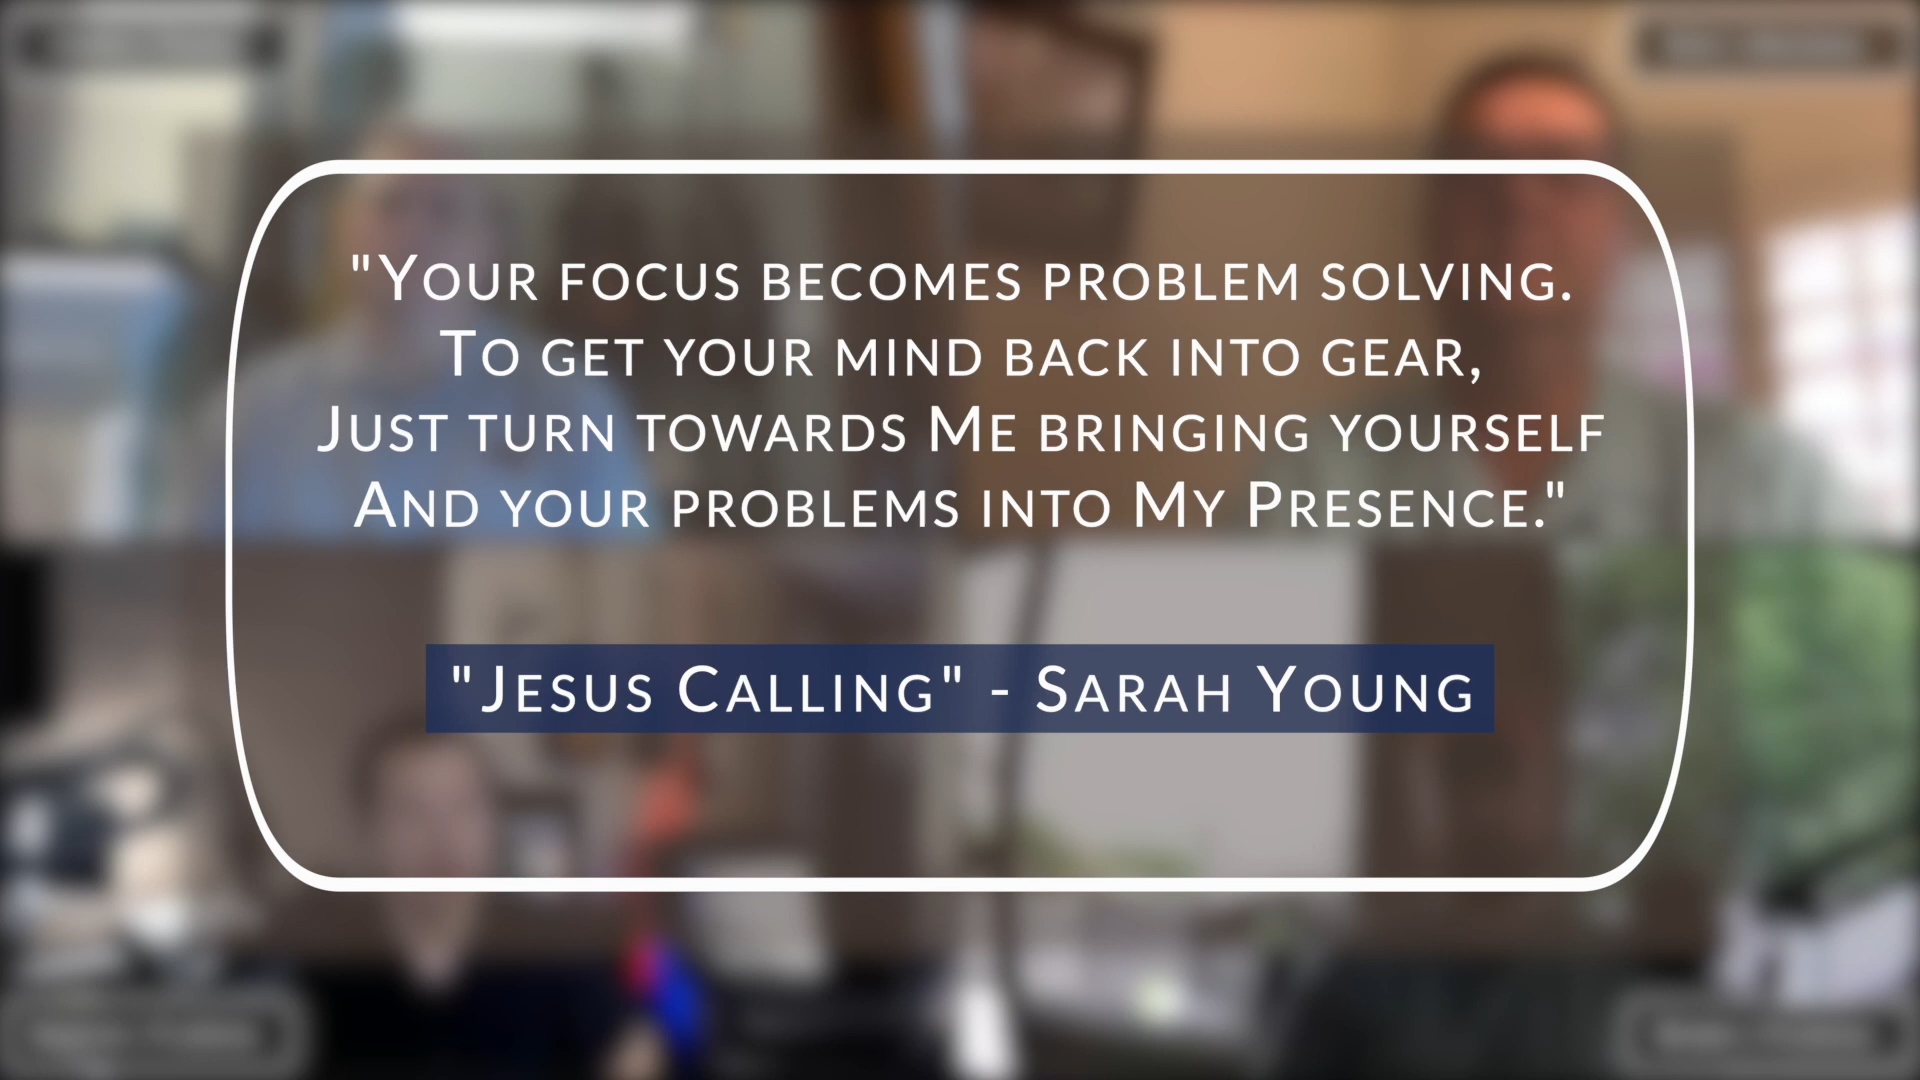 "Your focus becomes problem solving.
To get your mind back into gear,
Just turn towards Me bringing yourself
And your problems into My Presence."
"Jesus Calling" - Sarah Young